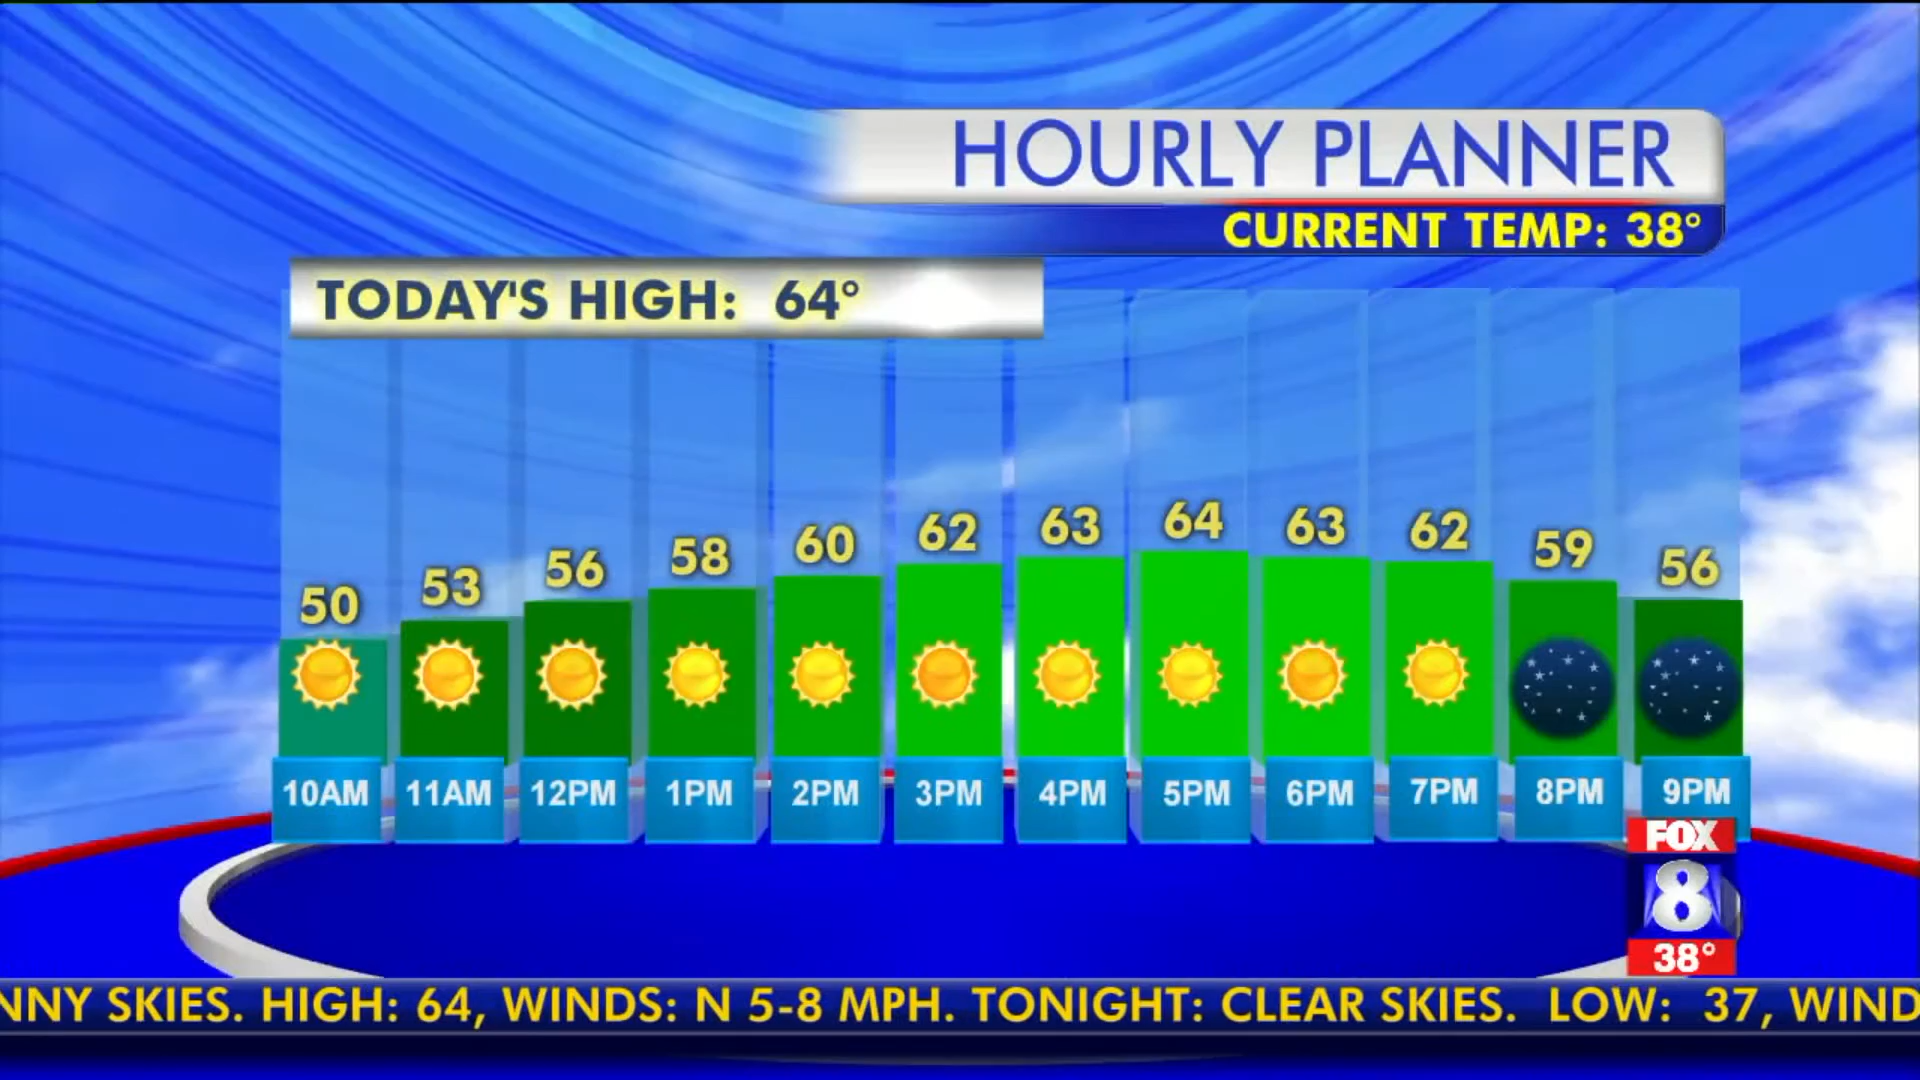 HOURLY PLANNER
CURRENT TEMP: 38°
TODAY'S HIGH: 64°
50 53 56 58 60 62 63 64 63 62 59 56
10AM 11AM 12PM 1PM 2PM 3PM 4PM 5PM 6PM 7PM 8PM 9PM
FOX
8
38°
NNY SKIES. HIGH: 64, WINDS: N 5-8 MPH. TONIGHT: CLEAR SKIES. LOW: 37, WIND